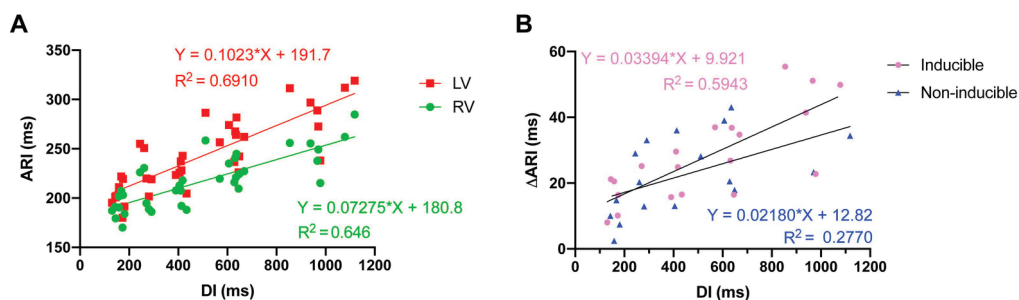 A
Y = 0.1023*X + 191.7
R² = 0.6910
ARI (ms)
350
300
250
200
150
0 200 400 600 800 1000 1200
DI (ms)
Y = 0.07275*X + 180.8
R² = 0.646
LV
RV
B
Y = 0.03394*X + 9.921
R² = 0.5943
ΔARI (ms)
60
40
20
0
0 200 400 600 800 1000 1200
DI (ms)
Y = 0.02180*X + 12.82
R² = 0.2770
Inducible
Non-inducible